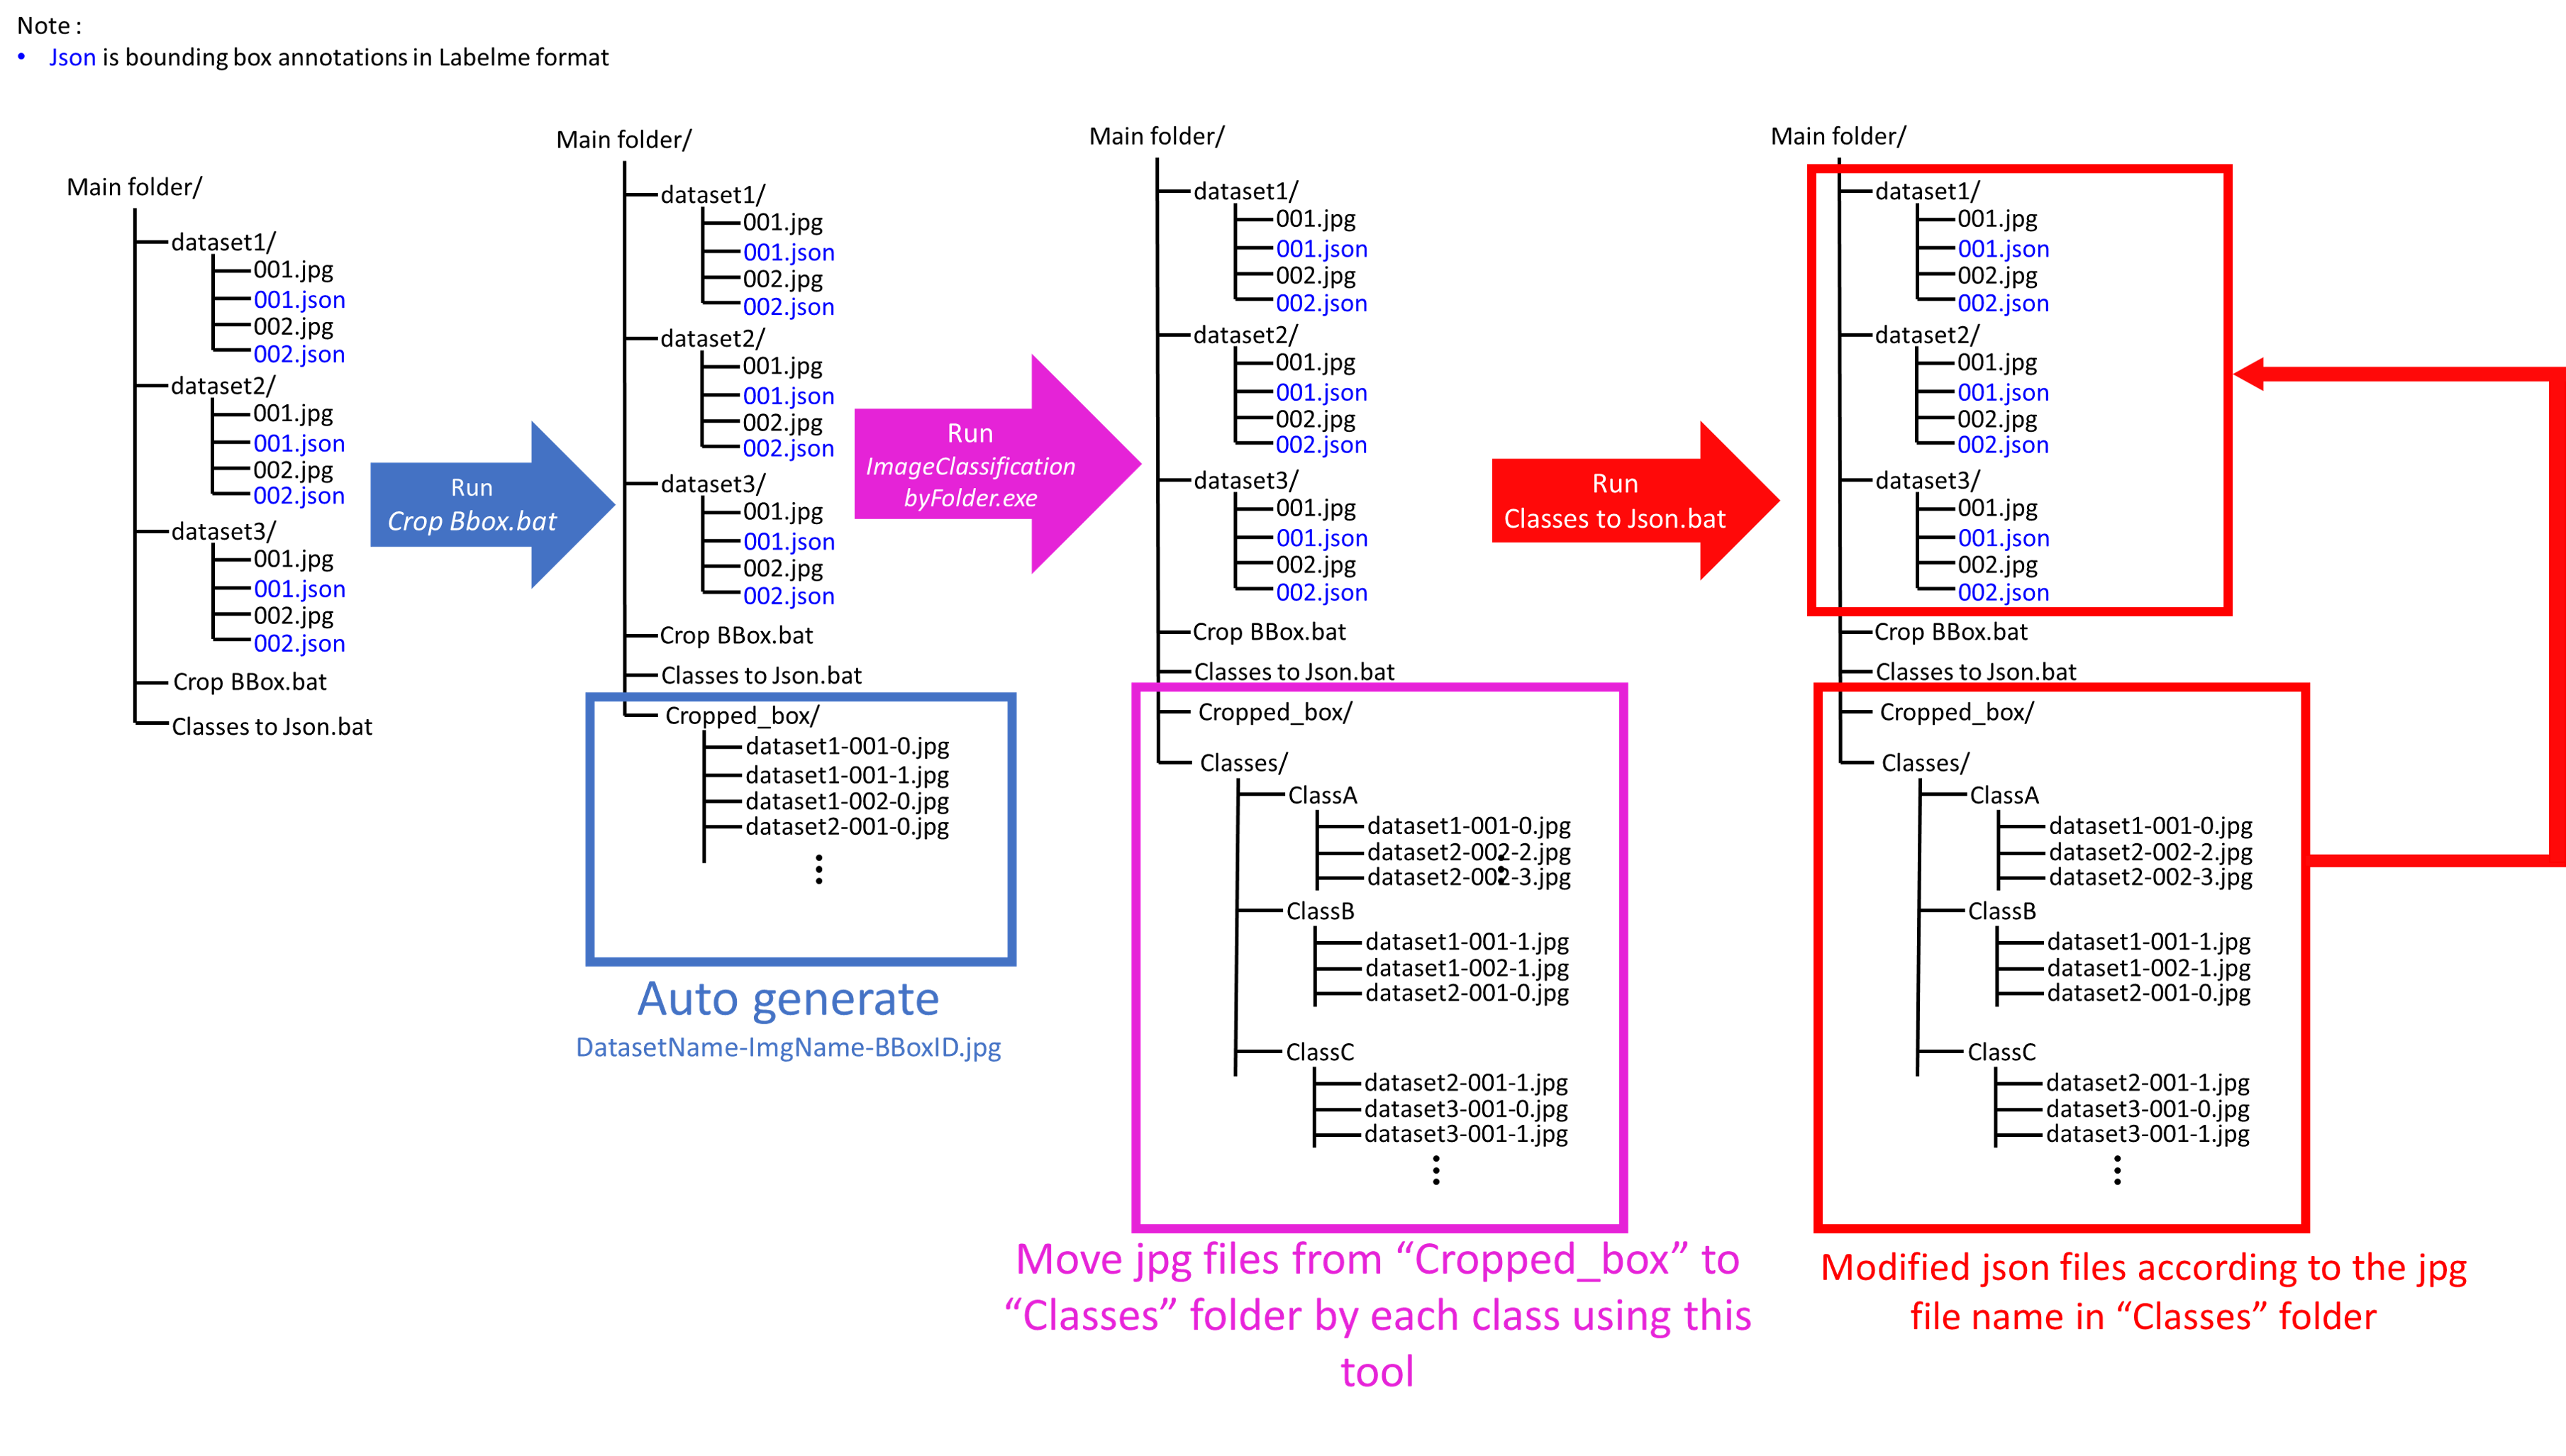 Note :
• Json is bounding box annotations in Labelme format
Main folder/
dataset1/
001.jpg
001.json
002.jpg
002.json
dataset2/
001.jpg
001.json
002.jpg
002.json
dataset3/
001.jpg
001.json
002.jpg
002.json
Crop BBox.bat
Classes to Json.bat
Run
Crop Bbox.bat
Main folder/
dataset1/
001.jpg
001.json
002.jpg
002.json
dataset2/
001.jpg
001.json
002.jpg
002.json
dataset3/
001.jpg
001.json
002.jpg
002.json
Crop BBox.bat
Classes to Json.bat
Cropped_box/
dataset1-001-0.jpg
dataset1-001-1.jpg
dataset1-002-0.jpg
dataset2-001-0.jpg
Auto generate
DatasetName-ImgName-BBoxID.jpg
Run
ImageClassification
byFolder.exe
Main folder/
dataset1/
001.jpg
001.json
002.jpg
002.json
dataset2/
001.jpg
001.json
002.jpg
002.json
dataset3/
001.jpg
001.json
002.jpg
002.json
Crop BBox.bat
Classes to Json.bat
Cropped_box/
Classes/
ClassA
dataset1-001-0.jpg
dataset2-002-2.jpg
dataset2-002-3.jpg
ClassB
dataset1-001-1.jpg
dataset1-002-1.jpg
dataset2-001-0.jpg
ClassC
dataset2-001-1.jpg
dataset3-001-0.jpg
dataset3-001-1.jpg
Move jpg files from “Cropped_box” to
“Classes” folder by each class using this
tool
Run
Classes to Json.bat
Main folder/
dataset1/
001.jpg
001.json
002.jpg
002.json
dataset2/
001.jpg
001.json
002.jpg
002.json
dataset3/
001.jpg
001.json
002.jpg
002.json
Crop BBox.bat
Classes to Json.bat
Cropped_box/
Classes/
ClassA
dataset1-001-0.jpg
dataset2-002-2.jpg
dataset2-002-3.jpg
ClassB
dataset1-001-1.jpg
dataset1-002-1.jpg
dataset2-001-0.jpg
ClassC
dataset2-001-1.jpg
dataset3-001-0.jpg
dataset3-001-1.jpg
Modified json files according to the jpg
file name in “Classes” folder